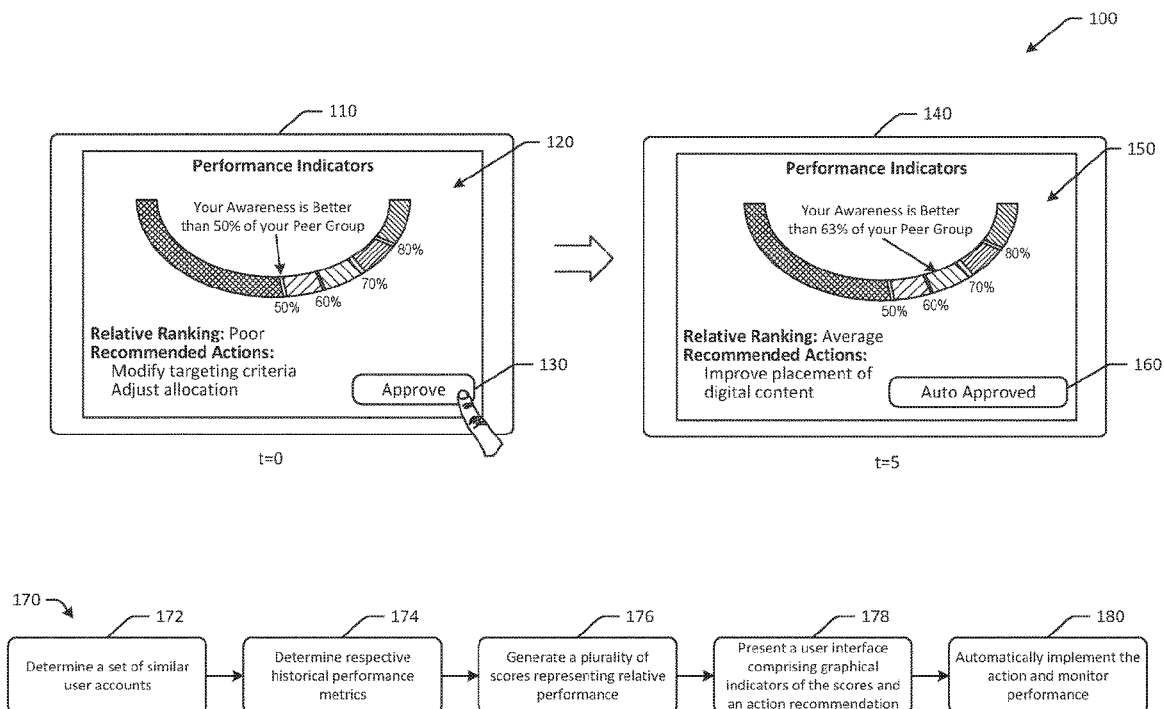 100
110
120
Performance Indicators
Your Awareness is Better
than 50% of your Peer Group
80%
70%
60%
50%
Relative Ranking: Poor
Recommended Actions:
Modify targeting criteria
Adjust allocation
130
Approve
t=0
140
150
Performance Indicators
Your Awareness is Better
than 63% of your Peer Group
80%
70%
60%
50%
Relative Ranking: Average
Recommended Actions:
Improve placement of
digital content
160
Auto Approved
t=5
170
172
Determine a set of similar
user accounts
174
Determine respective
historical performance
metrics
176
Generate a plurality of
scores representing relative
performance
178
Present a user interface
comprising graphical
indicators of the scores and
an action recommendation
180
Automatically implement the
action and monitor
performance